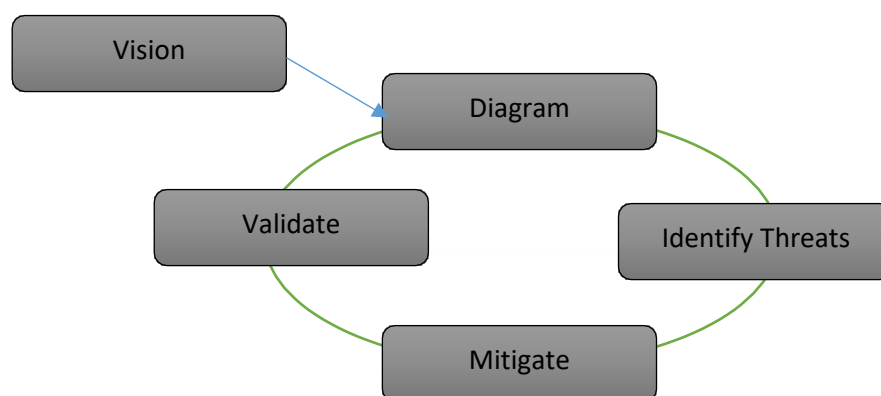 Vision
Diagram
Validate
Identify Threats
Mitigate